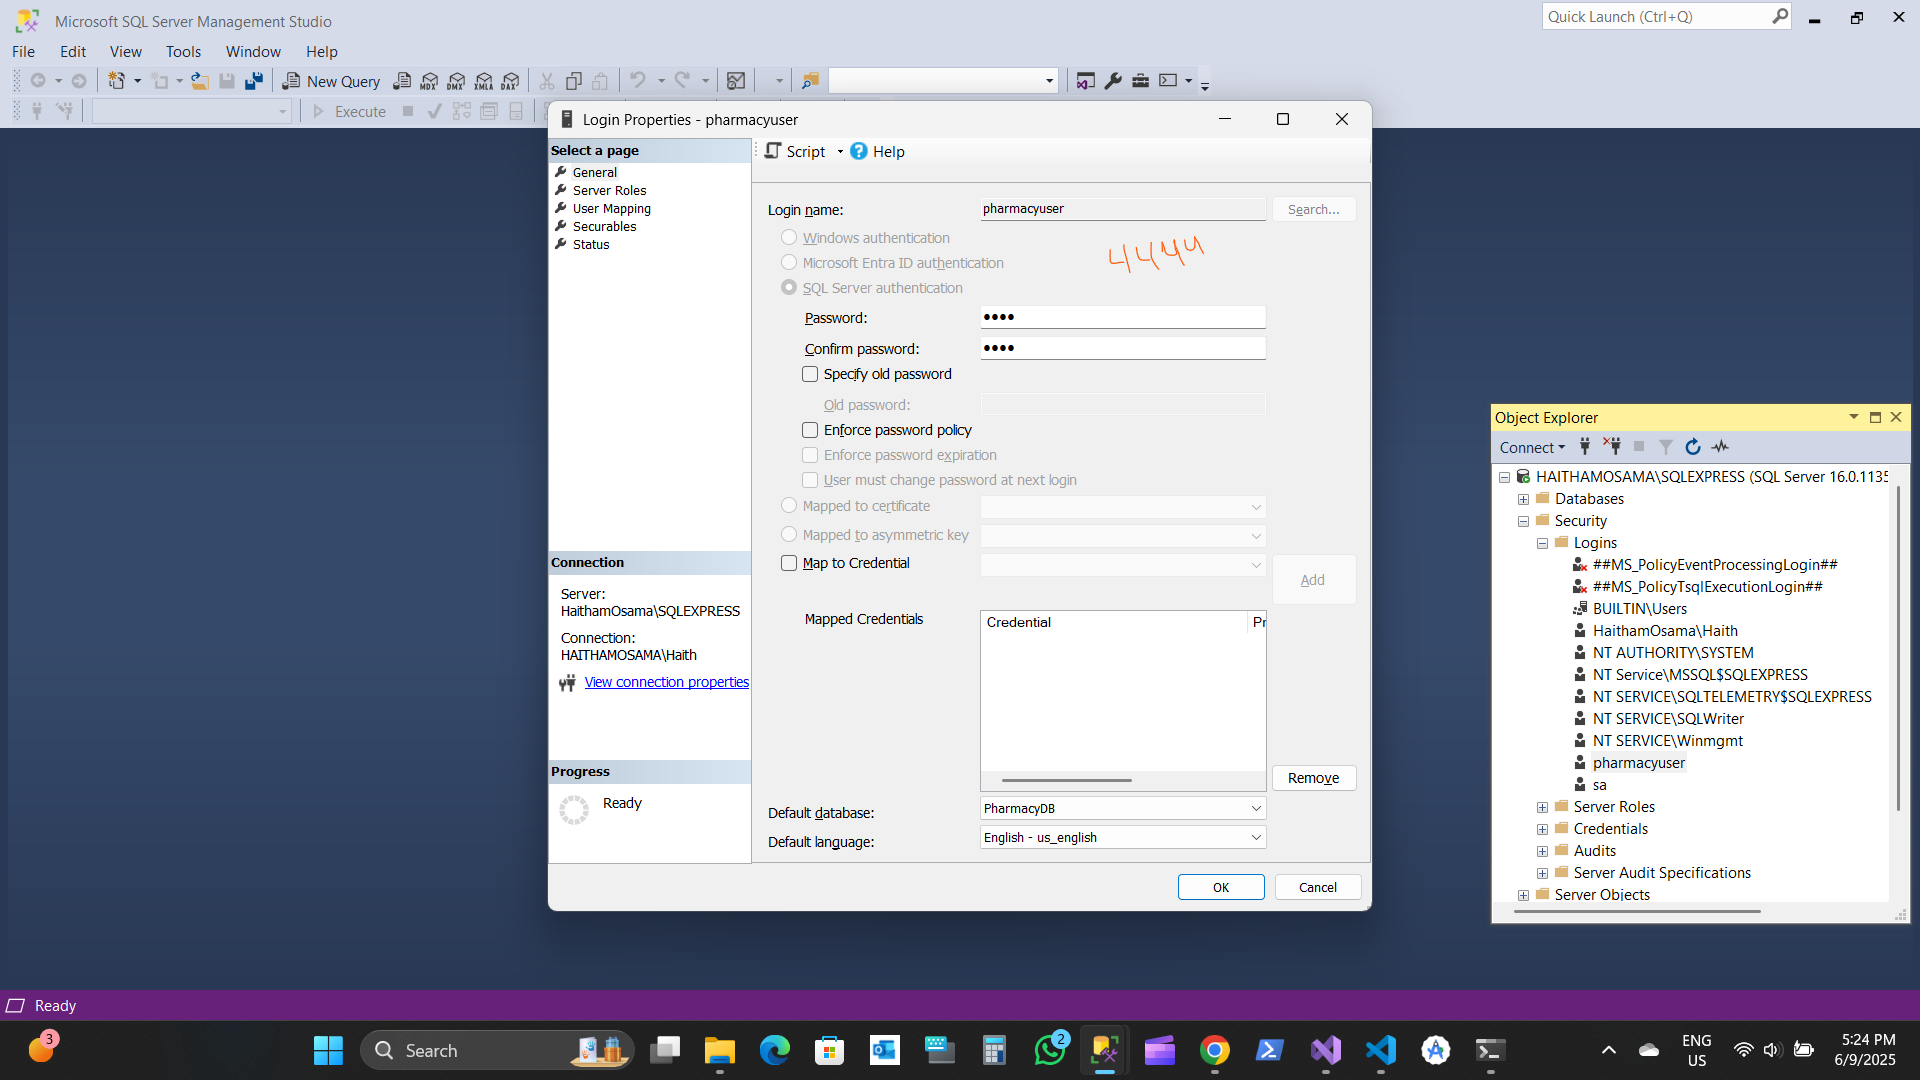 Microsoft SQL Server Management Studio
Quick Launch (Ctrl+Q)
File Edit View Tools Window Help
New Query MDX DMX XMLA DAX
Execute
Login Properties - pharmacyuser
Select a page
General
Server Roles
User Mapping
Securables
Status
Script Help
Login name: pharmacyuser Search...
Windows authentication
4444
Microsoft Entra ID authentication
SQL Server authentication
Password: ••••
Confirm password: ••••
Specify old password
Old password:
Enforce password policy
Enforce password expiration
User must change password at next login
Mapped to certificate
Mapped to asymmetric key
Map to Credential
Add
Mapped Credentials
Credential Pr
Remove
Default database: PharmacyDB
Default language: English - us_english
OK Cancel
Connection
Server:
HaithamOsama\SQLEXPRESS
Connection:
HAITHAMOSAMA\Haith
View connection properties
Progress
Ready
Object Explorer
Connect
HAITHAMOSAMA\SQLEXPRESS (SQL Server 16.0.1135
Databases
Security
Logins
##MS_PolicyEventProcessingLogin##
##MS_PolicyTsqlExecutionLogin##
BUILTIN\Users
HaithamOsama\Haith
NT AUTHORITY\SYSTEM
NT Service\MSSQL$SQLEXPRESS
NT SERVICE\SQLTELEMETRY$SQLEXPRESS
NT SERVICE\SQLWriter
NT SERVICE\Winmgmt
pharmacyuser
sa
Server Roles
Credentials
Audits
Server Audit Specifications
Server Objects
Ready
3
Search
2
ENG
US
5:24 PM
6/9/2025